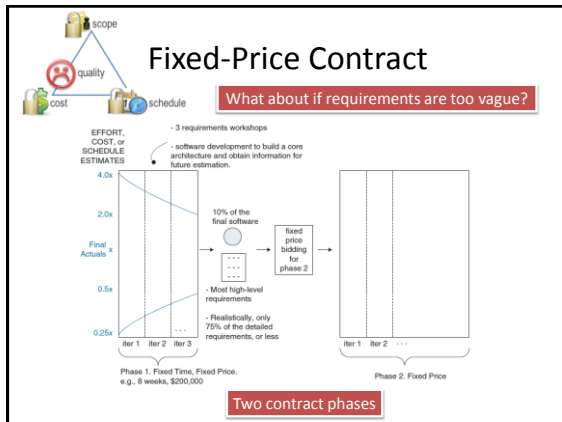 scope
Fixed-Price Contract
quality
cost
schedule
What about if requirements are too vague?
EFFORT,
COST, or
SCHEDULE
ESTIMATES
- 3 requirements workshops
- software development to build a core
architecture and obtain information for
future estimation.
4.0x
2.0x
Final
Actuals x
0.5x
0.25x
10% of the
final software
fixed
price
bidding
for
phase 2
- Most high-level
requirements
- Realistically, only
75% of the detailed
requirements, or less
. . .
iter 1
iter 2
iter 3
iter 1
iter 2
. . .
Phase 1. Fixed Time, Fixed Price.
e.g., 8 weeks, $200,000
Phase 2. Fixed Price
Two contract phases